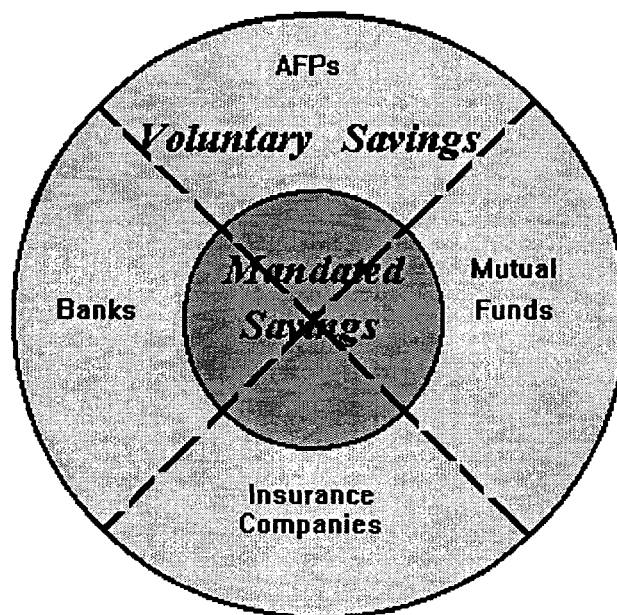 AFPs
Voluntary Savings
Mandated
Savings
Banks
Mutual
Funds
Insurance
Companies